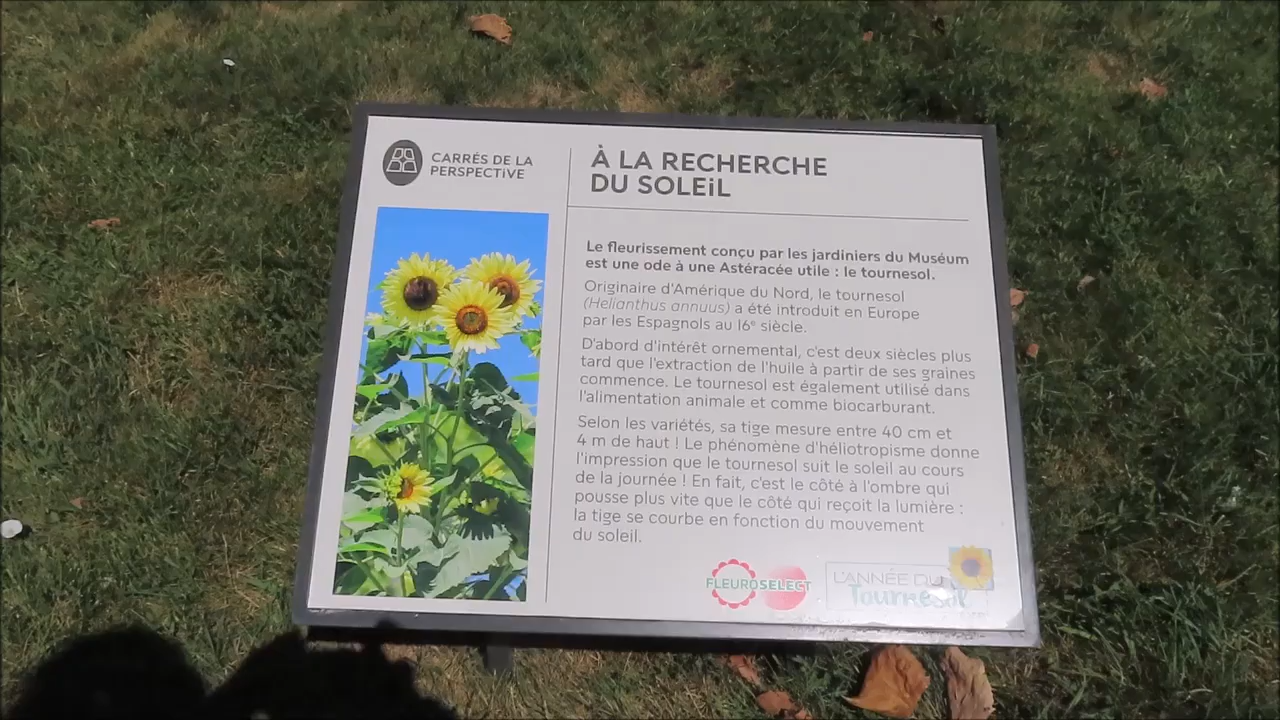 CARRÉS DE LA
PERSPECTiVE
À LA RECHERCHE
DU SOLEiL
Le fleurissement conçu par les jardiniers du Muséum
est une ode à une Astéracée utile : le tournesol.
Originaire d'Amérique du Nord, le tournesol
(Helianthus annuus) a été introduit en Europe
par les Espagnols au 16e siècle.
D'abord d'intérêt ornemental, c'est deux siècles plus
tard que l'extraction de l'huile à partir de ses graines
commence. Le tournesol est également utilisé dans
l'alimentation animale et comme biocarburant.
Selon les variétés, sa tige mesure entre 40 cm et
4 m de haut ! Le phénomène d'héliotropisme donne
l'impression que le tournesol suit le soleil au cours
de la journée ! En fait, c'est le côté à l'ombre qui
pousse plus vite que le côté qui reçoit la lumière :
la tige se courbe en fonction du mouvement
du soleil.
FLEUROSELECT
L'ANNÉE DU
Tournesol